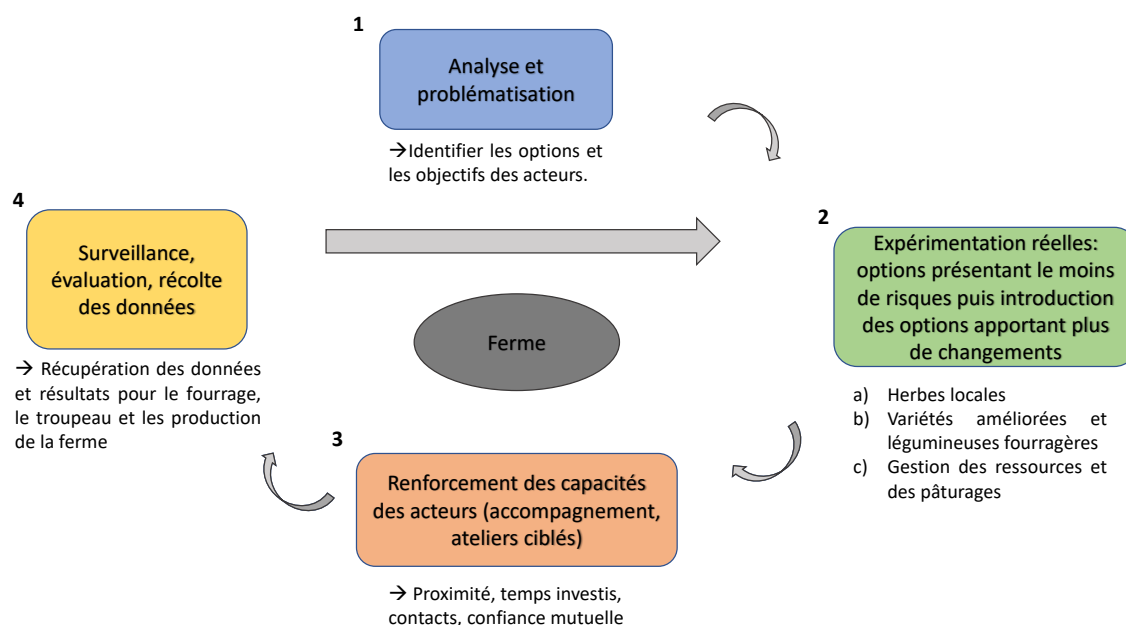 1
Analyse et
problématisation
→Identifier les options et
les objectifs des acteurs.
2
Expérimentation réelles:
options présentant le moins
de risques puis introduction
des options apportant plus
de changements
a) Herbes locales
b) Variétés améliorées et
légumineuses fourragères
c) Gestion des ressources et
des pâturages
3
Renforcement des capacités
des acteurs (accompagnement,
ateliers ciblés)
→ Proximité, temps investis,
contacts, confiance mutuelle
4
Surveillance,
évaluation, récolte
des données
→ Récupération des données
et résultats pour le fourrage,
le troupeau et les production
de la ferme
Ferme